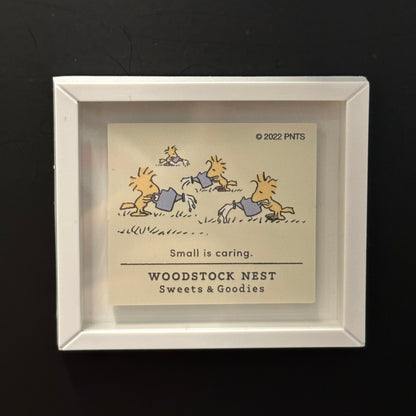 © 2022 PNTS
Small is caring.
WOODSTOCK NEST
Sweets & Goodies